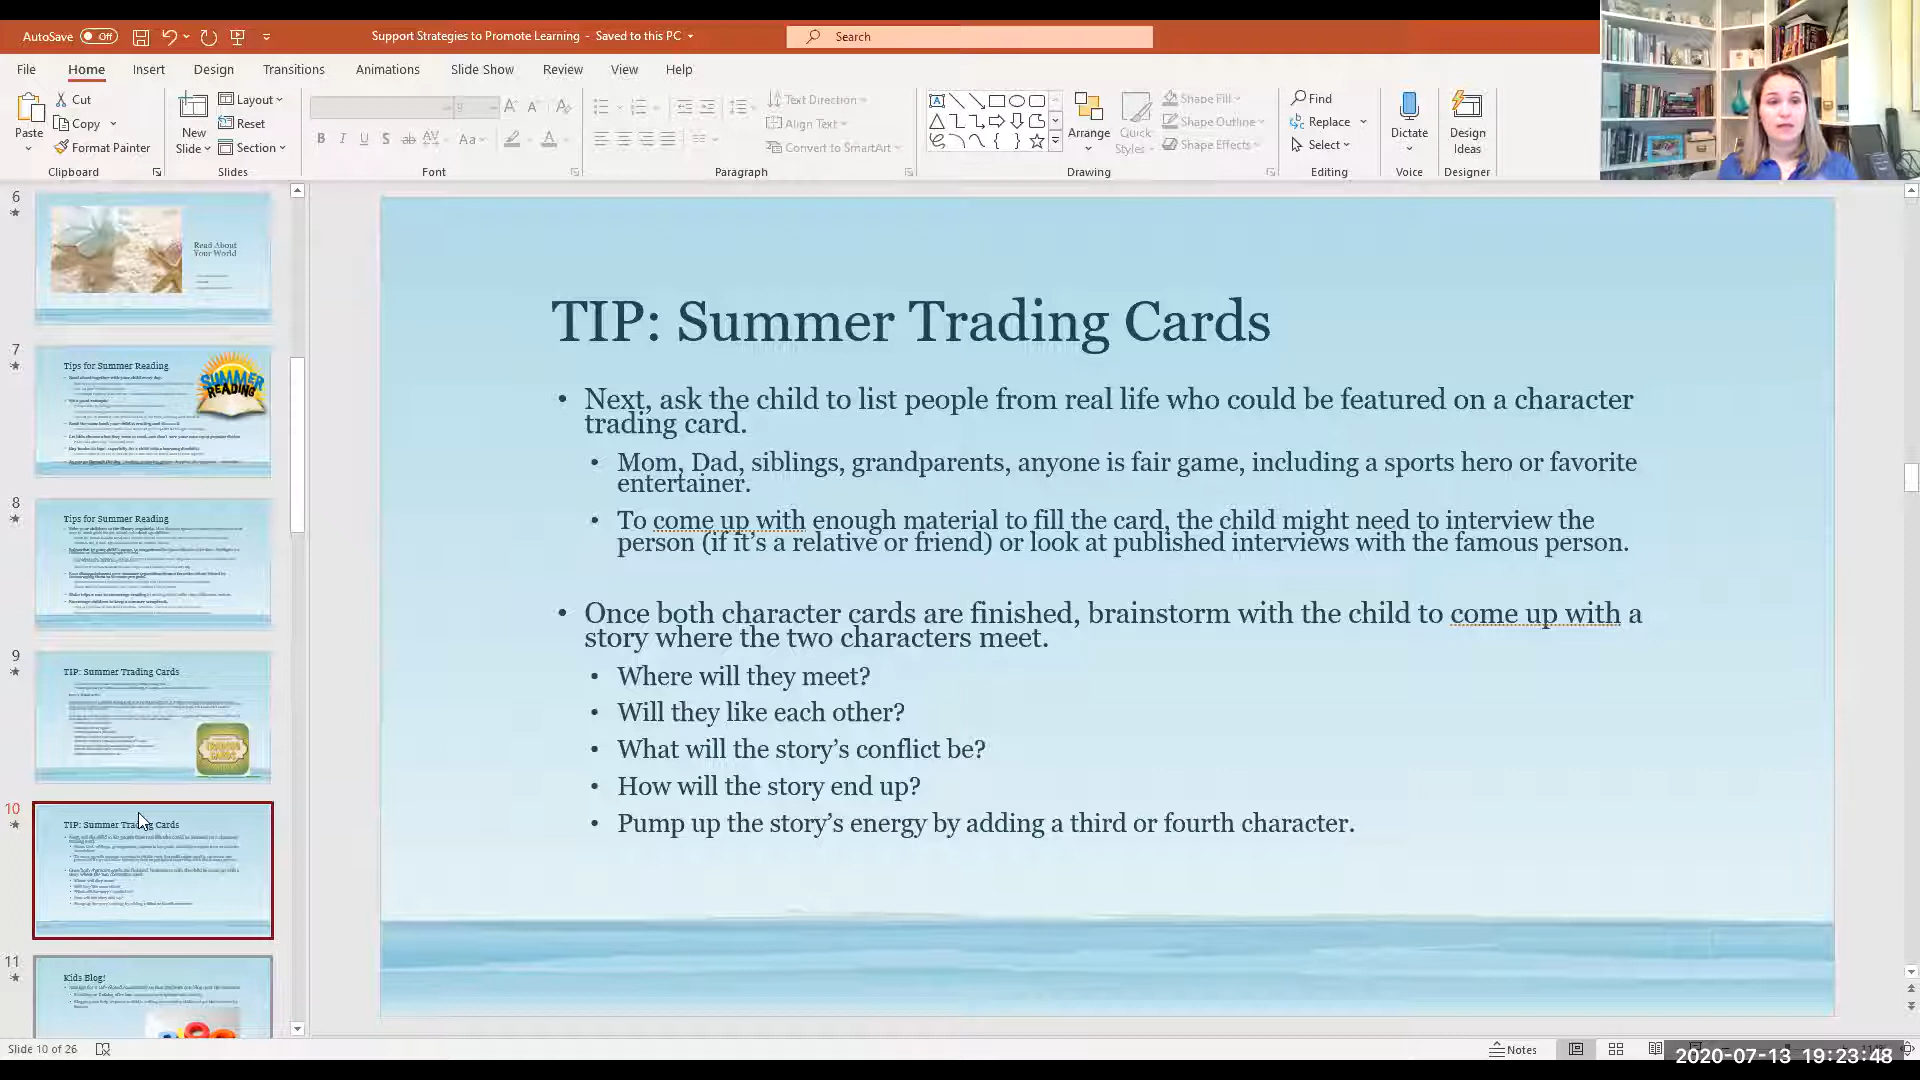 AutoSave Off
Support Strategies to Promote Learning - Saved to this PC
Search
File Home Insert Design Transitions Animations Slide Show Review View Help
Paste
Cut
Copy
Format Painter
Clipboard
New
Slide
Layout
Reset
Section
Slides
Font
Text Direction
Align Text
Convert to SmartArt
Paragraph
Arrange
Quick
Styles
Shape Fill
Shape Outline
Shape Effects
Drawing
Find
Replace
Select
Editing
Dictate
Voice
Design
Ideas
Designer
6
Read About
Your World
7
Tips for Summer Reading
SUMMER
READING
8
Tips for Summer Reading
9
TIP: Summer Trading Cards
TRADING
CARDS
10
TIP: Summer Trading Cards
11
Kids Blog!
TIP: Summer Trading Cards
• Next, ask the child to list people from real life who could be featured on a character
trading card.
• Mom, Dad, siblings, grandparents, anyone is fair game, including a sports hero or favorite
entertainer.
• To come up with enough material to fill the card, the child might need to interview the
person (if it’s a relative or friend) or look at published interviews with the famous person.
• Once both character cards are finished, brainstorm with the child to come up with a
story where the two characters meet.
• Where will they meet?
• Will they like each other?
• What will the story’s conflict be?
• How will the story end up?
• Pump up the story’s energy by adding a third or fourth character.
Slide 10 of 26
Notes
2020-07-13 19:23:48